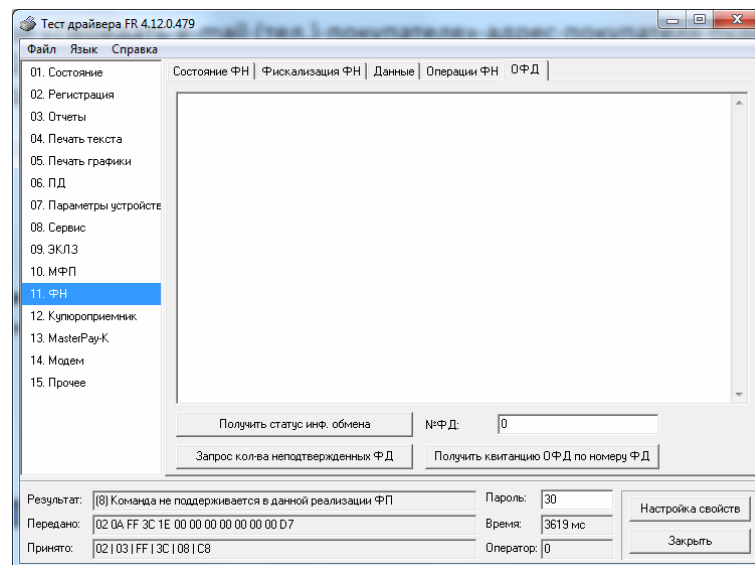 Тест драйвера FR 4.12.0.479
Файл Язык Справка
01. Состояние
02. Регистрация
03. Отчеты
04. Печать текста
05. Печать графики
06. ПД
07. Параметры устройств
08. Сервис
09. ЭКЛЗ
10. МФП
11. ФН
12. Купюроприемник
13. MasterPay-K
14. Модем
15. Прочее
Состояние ФН Фискализация ФН Данные Операции ФН ОФД
Получить статус инф. обмена №ФД: 0
Запрос кол-ва неподтвержденных ФД Получить квитанцию ОФД по номеру ФД
Результат: (8) Команда не поддерживается в данной реализации ФП Пароль: 30
Настройка свойств
Передано: 02 0A FF 3C 1E 00 00 00 00 00 00 00 D7 Время: 3619 мс
Закрыть
Принято: 02 | 03 | FF | 3C | 08 | C8 Оператор: 0